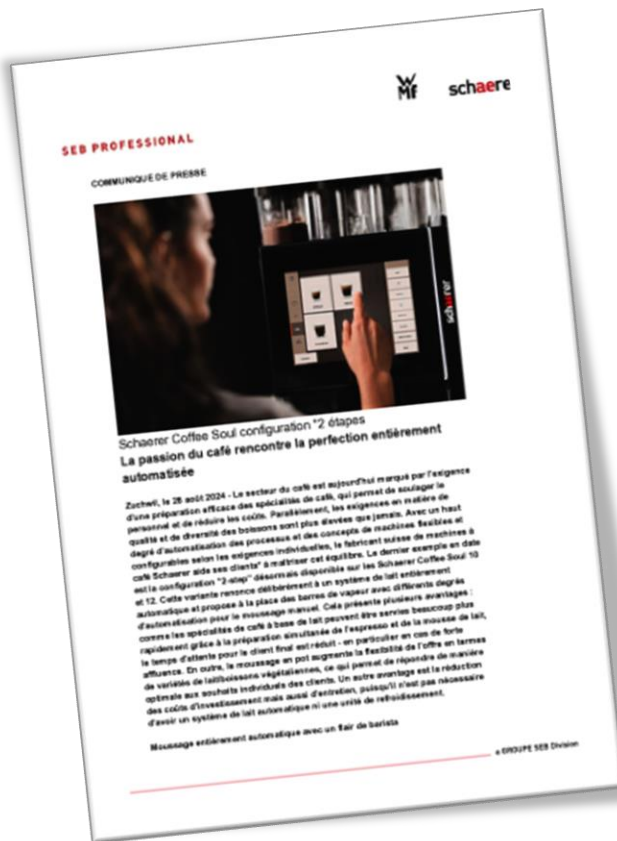 WMF schaere
SEB PROFESSIONAL
COMMUNIQUE DE PRESSE
schaerer
Schaerer Coffee Soul configuration "2 étapes
La passion du café rencontre la perfection entièrement
automatisée
Zuchwil, le 28 août 2024 - Le secteur du café est aujourd'hui marqué par l'exigence
d'une préparation efficace des spécialités de café, qui permet de soulager le
personnel et de réduire les coûts. Parallèlement, les exigences en matière de
qualité et de diversité des boissons sont plus élevées que jamais. Avec un haut
degré d'automatisation des processus et des concepts de machines flexibles et
configurables selon les exigences individuelles, le fabricant suisse de machines à
café Schaerer aide ses clients* à maîtriser cet équilibre. Le dernier exemple en date
est la configuration "2-step" désormais disponible sur les Schaerer Coffee Soul 10
et 12. Cette variante renonce délibérément à un système de lait entièrement
automatique et propose à la place des barres de vapeur avec différents degrés
d'automatisation pour le moussage manuel. Cela présente plusieurs avantages :
comme les spécialités de café à base de lait peuvent être servies beaucoup plus
rapidement grâce à la préparation simultanée de l'espresso et de la mousse de lait,
le temps d'attente pour le client final est réduit - en particulier en cas de forte
affluence. En outre, le moussage en pot augmente la flexibilité de l'offre en termes
de variétés de lait/boissons végétaliennes, ce qui permet de répondre de manière
optimale aux souhaits individuels des clients. Un autre avantage est la réduction
des coûts d'investissement mais aussi d'entretien, puisqu'il n'est pas nécessaire
d'avoir un système de lait automatique ni une unité de refroidissement.
Moussage entièrement automatique avec un flair de barista
a GROUPE SEB Division